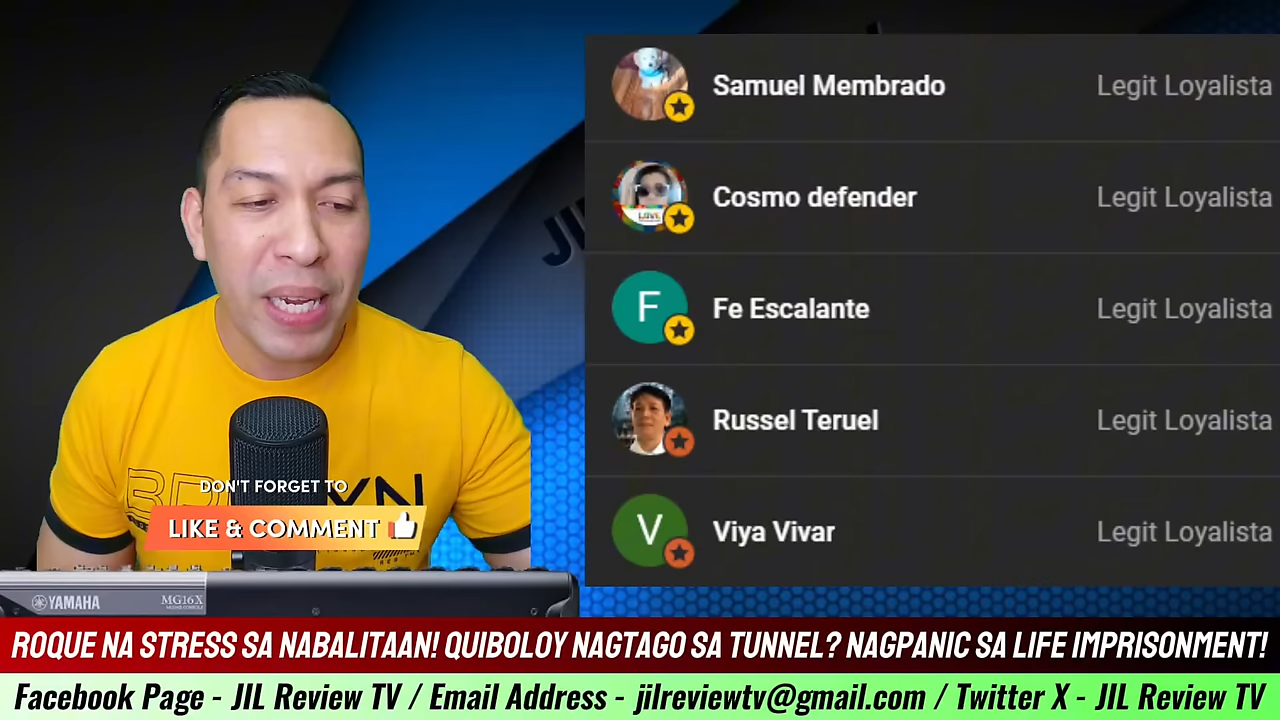 Samuel Membrado Legit Loyalista
Cosmo defender Legit Loyalista
LOVE
F Fe Escalante Legit Loyalista
Russel Teruel Legit Loyalista
V Viya Vivar Legit Loyalista
DON'T FORGET TO
LIKE & COMMENT
YAMAHA MG16X
ROQUE NA STRESS SA NABALITAAN! QUIBOLOY NAGTAGO SA TUNNEL? NAGPANIC SA LIFE IMPRISONMENT!
Facebook Page - JIL Review TV / Email Address - jilreviewtv@gmail.com / Twitter X - JIL Review TV